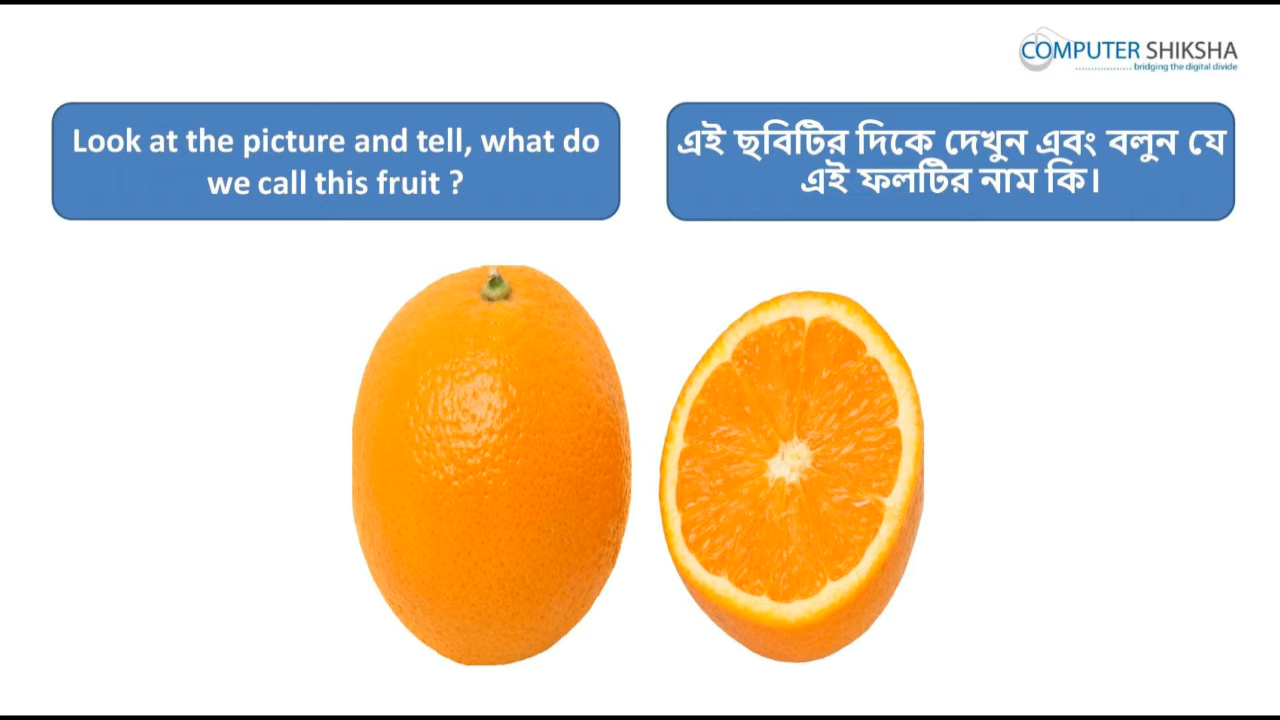 COMPUTER SHIKSHA
bridging the digital divide
Look at the picture and tell, what do
we call this fruit ?
এই ছবিটির দিকে দেখুন এবং বলুন যে
এই ফলটির নাম কি।